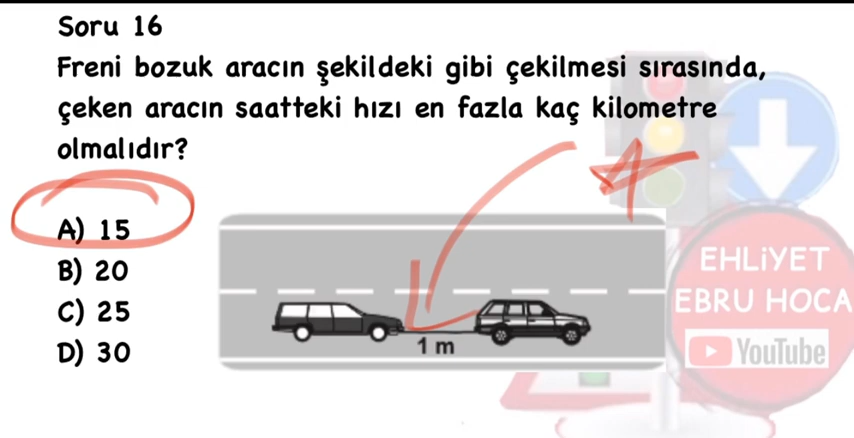 Soru 16
Freni bozuk aracın şekildeki gibi çekilmesi sırasında,
çeken aracın saatteki hızı en fazla kaç kilometre
olmalıdır?
A) 15
B) 20
C) 25
D) 30
1 m
EHLİYET
EBRU HOCA
YouTube